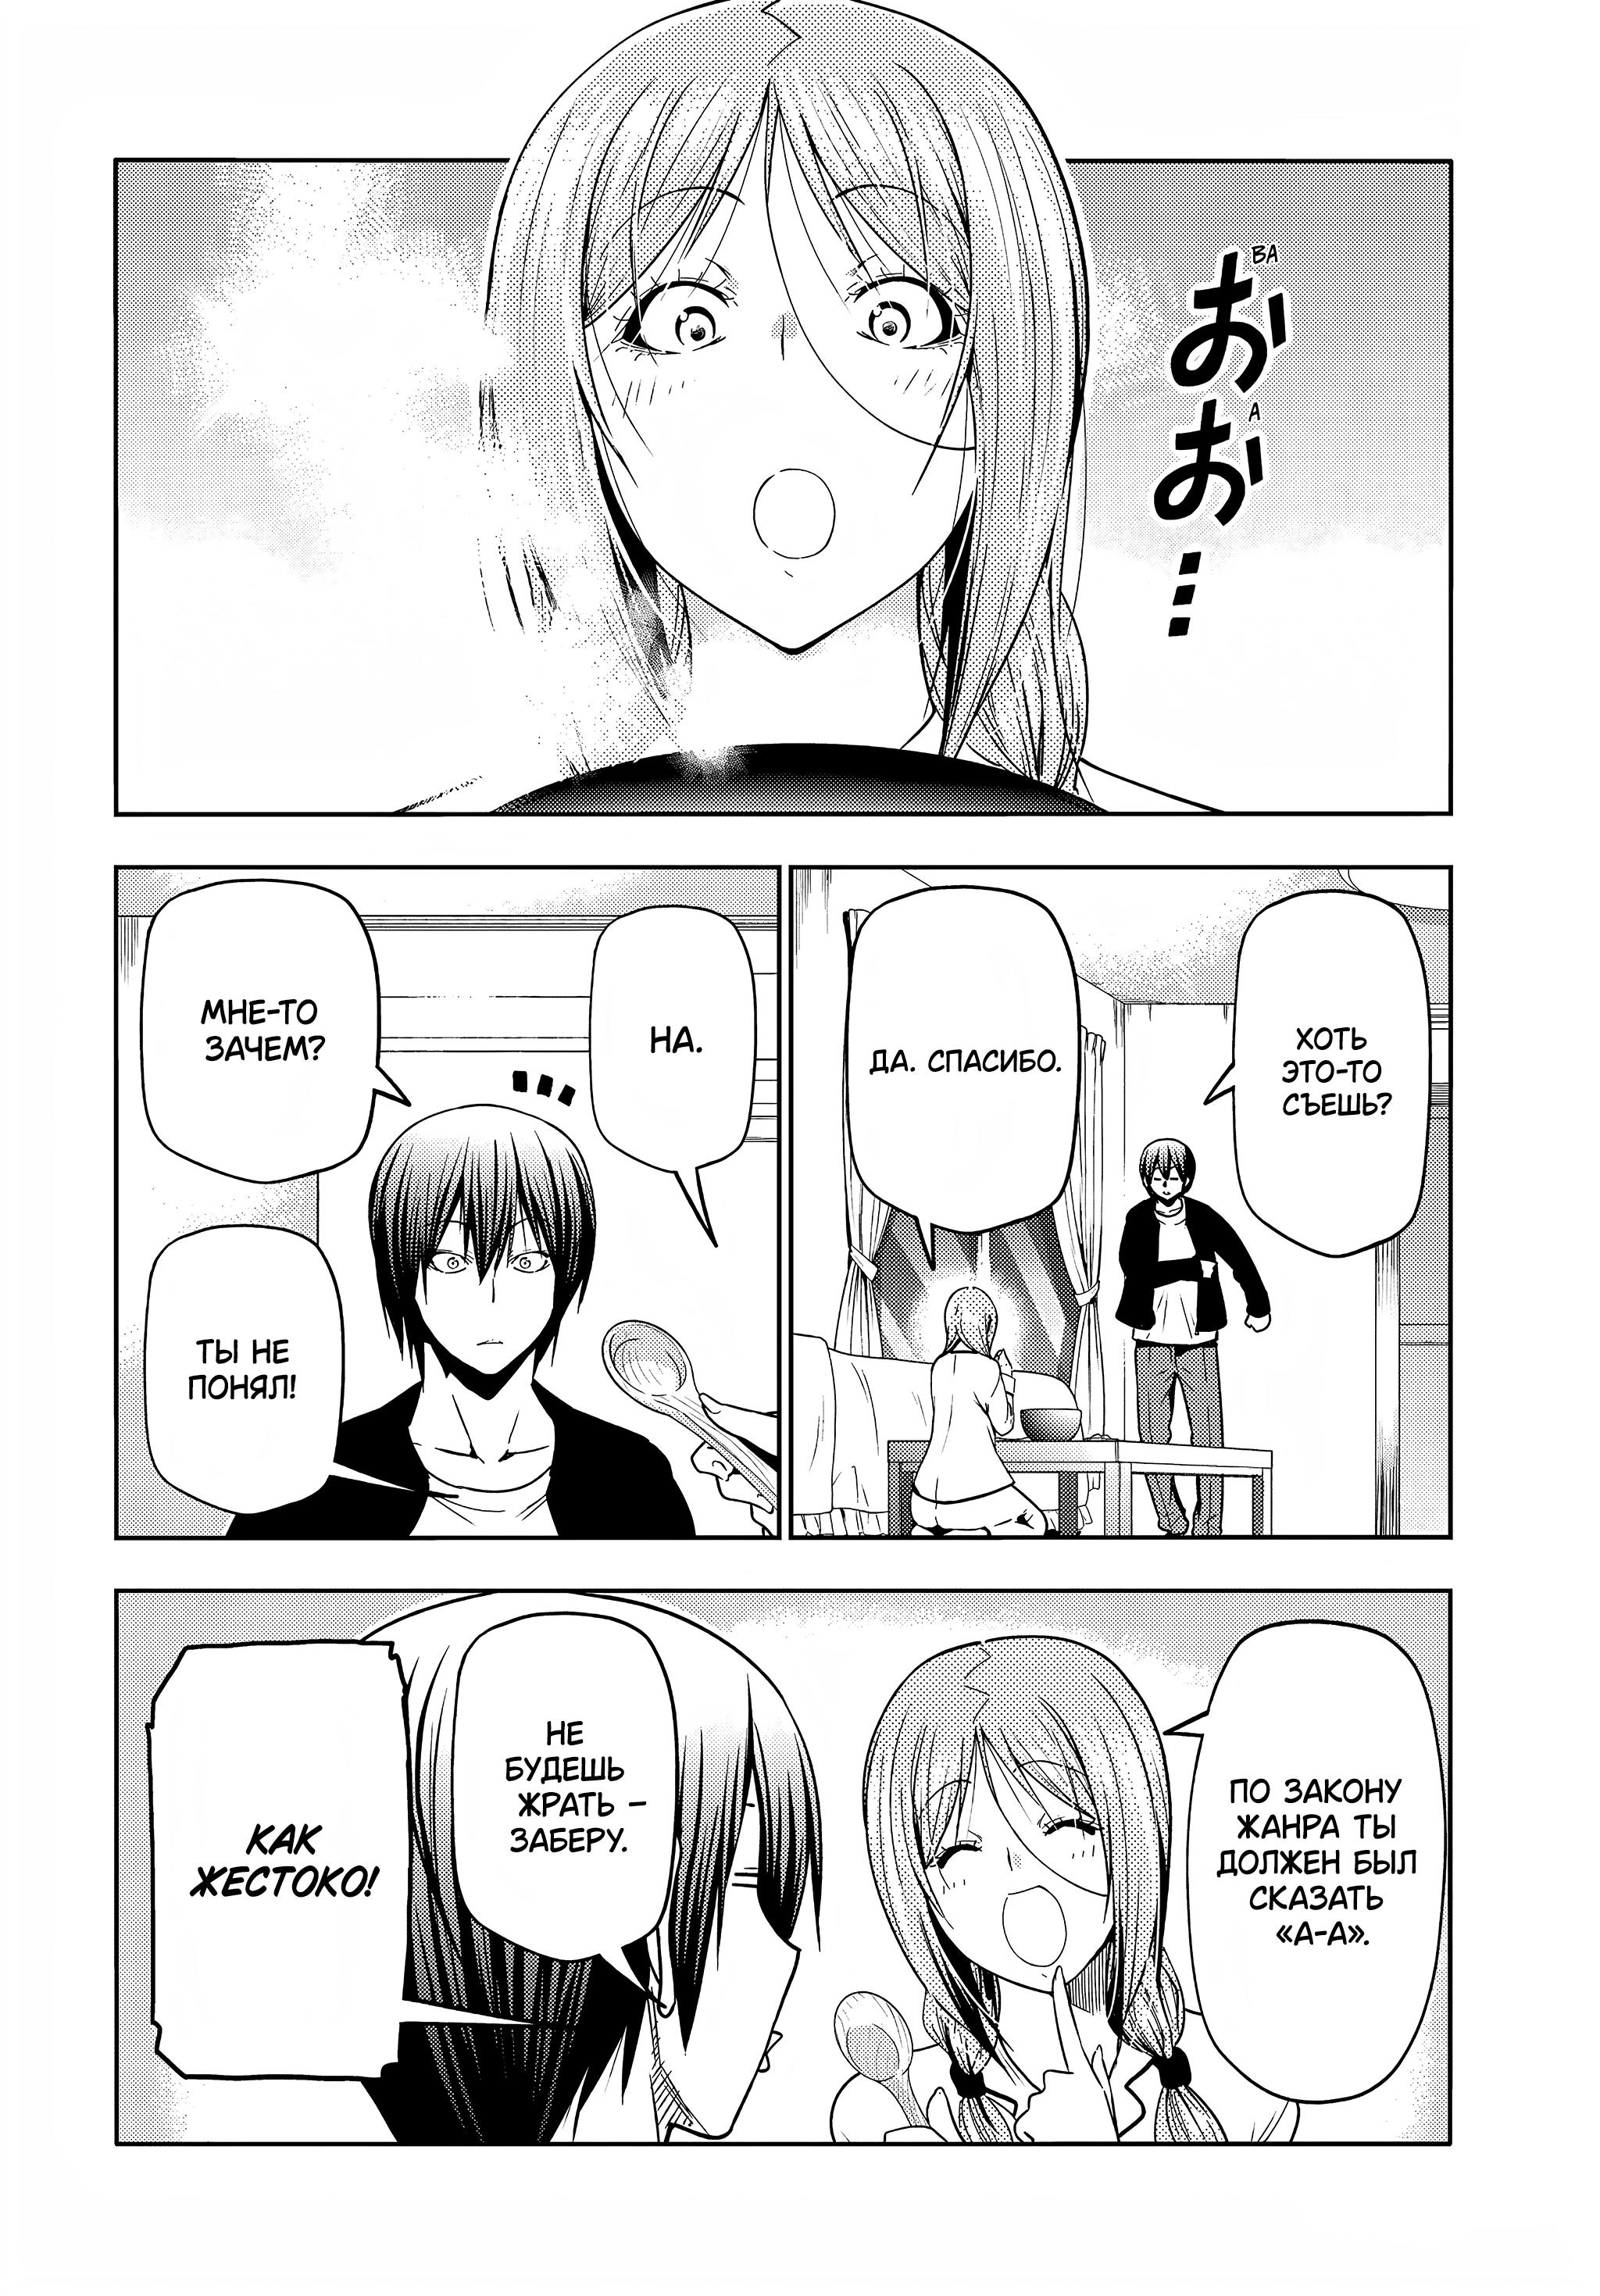 ВА
А
おおお…
ХОТЬ
ЭТО-ТО
СЪЕШЬ?
ДА. СПАСИБО.
НА.
МНЕ-ТО
ЗАЧЕМ?
ТЫ НЕ
ПОНЯЛ!
ПО ЗАКОНУ
ЖАНРА ТЫ
ДОЛЖЕН БЫЛ
СКАЗАТЬ
«А-А».
НЕ
БУДЕШЬ
ЖРАТЬ –
ЗАБЕРУ.
КАК
ЖЕСТОКО!